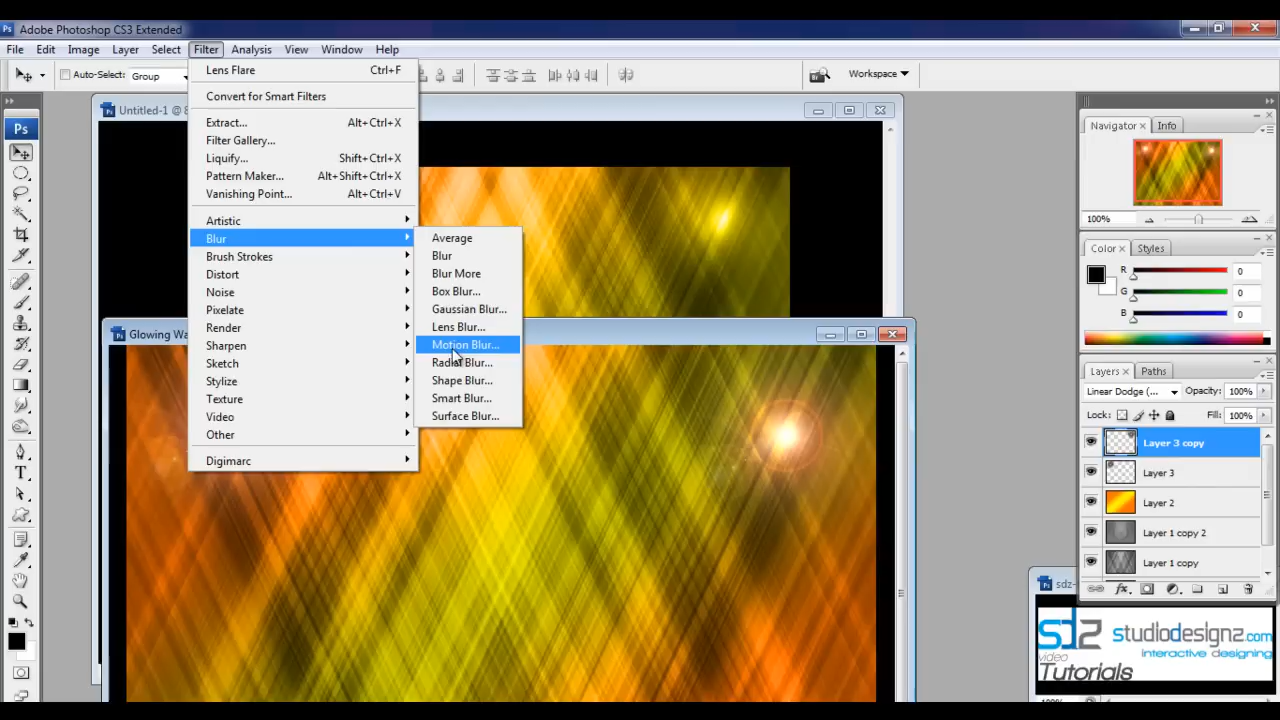 Ps Adobe Photoshop CS3 Extended
File Edit Image Layer Select Filter Analysis View Window Help
Auto-Select: Group
Workspace
Lens Flare Ctrl+F
Convert for Smart Filters
Extract... Alt+Ctrl+X
Filter Gallery...
Liquify... Shift+Ctrl+X
Pattern Maker... Alt+Shift+Ctrl+X
Vanishing Point... Alt+Ctrl+V
Artistic
Blur
Brush Strokes
Distort
Noise
Pixelate
Render
Sharpen
Sketch
Stylize
Texture
Video
Other
Digimarc
Average
Blur
Blur More
Box Blur...
Gaussian Blur...
Lens Blur...
Motion Blur...
Radial Blur...
Shape Blur...
Smart Blur...
Surface Blur...
Ps
T
Untitled-1 @ 8
Glowing Wa
Navigator × Info
100%
Color × Styles
R 0
G 0
B 0
Layers × Paths
Linear Dodge (... Opacity: 100%
Lock: Fill: 100%
Layer 3 copy
Layer 3
Layer 2
Layer 1 copy 2
Layer 1 copy
fx
sdz-
sdz studiodesignz.com
interactive designing
video
Tutorials